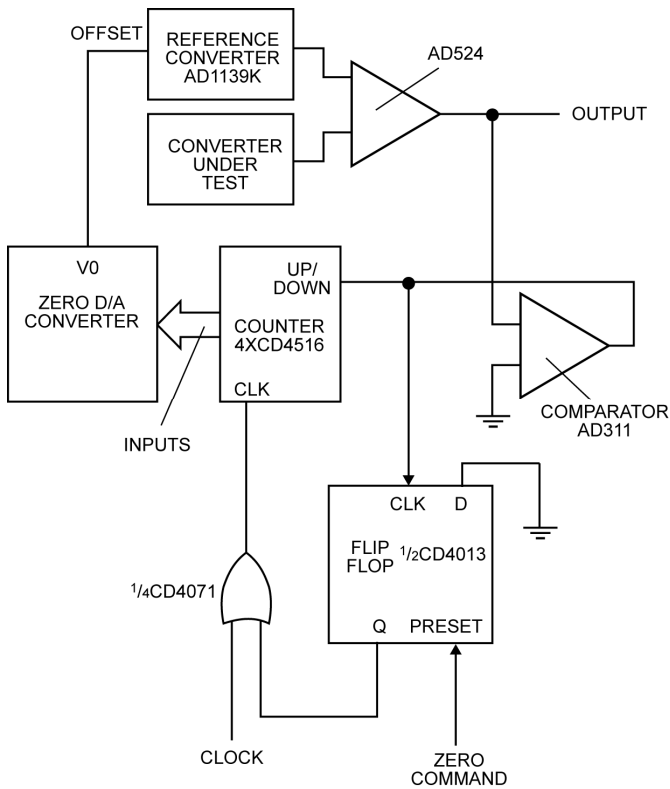 OFFSET
REFERENCE
CONVERTER
AD1139K
AD524
OUTPUT
CONVERTER
UNDER
TEST
V0
ZERO D/A
CONVERTER
UP/
DOWN
COUNTER
4XCD4516
CLK
INPUTS
COMPARATOR
AD311
CLK D
FLIP
FLOP
1/2CD4013
1/4CD4071
Q PRESET
CLOCK
ZERO
COMMAND